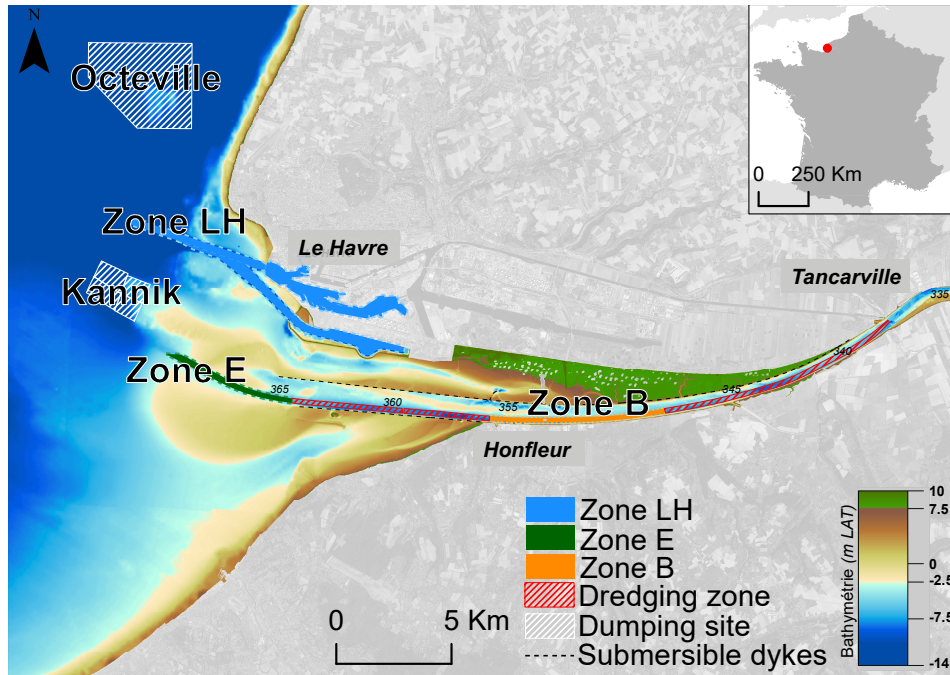 N
Octeville
0 250 Km
Zone LH
Le Havre
Kannik
Tancarville
335
340
Zone E
345
365
360
355
Zone B
Honfleur
Zone LH
Zone E
Zone B
Dredging zone
Dumping site
Submersible dykes
0 5 Km
Bathymétrie (m LAT)
10
7.5
0
-2.5
-7.5
-14